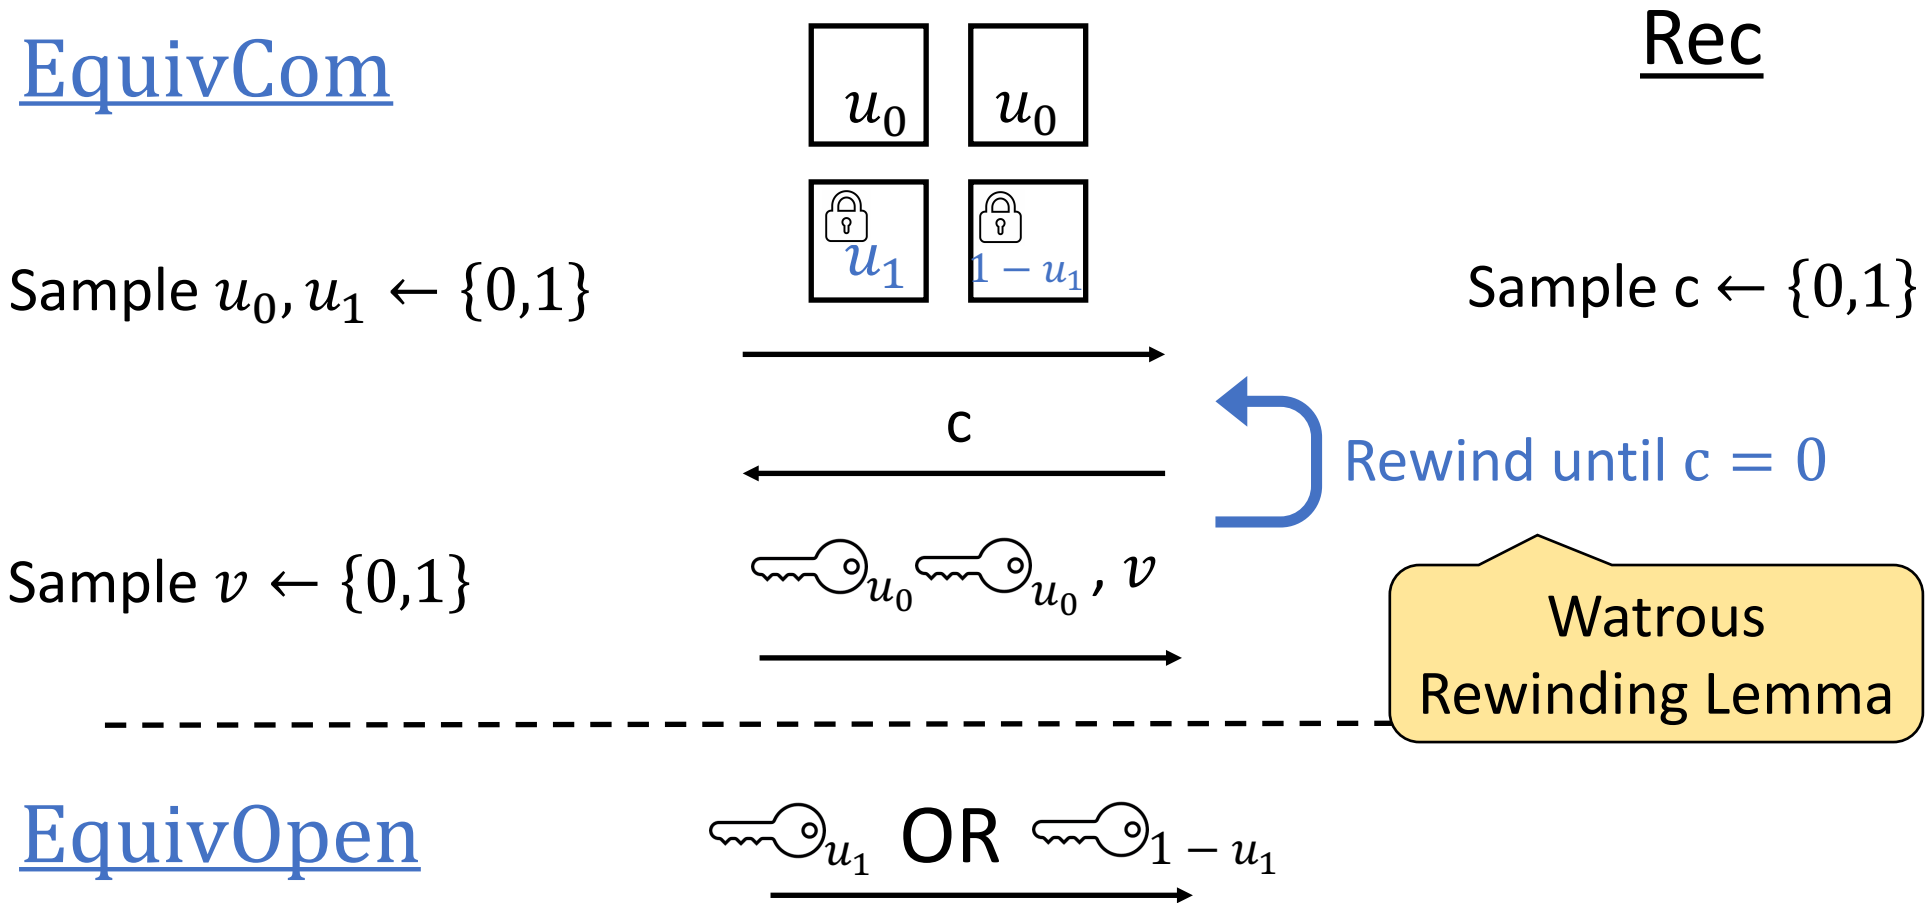 EquivCom
Rec
u₀ u₀
u₁ 1 − u₁
Sample u₀, u₁ ← {0,1}
Sample c ← {0,1}
c
Rewind until c = 0
Sample v ← {0,1}
u₀ u₀ , v
Watrous
Rewinding Lemma
EquivOpen
u₁ OR 1 − u₁